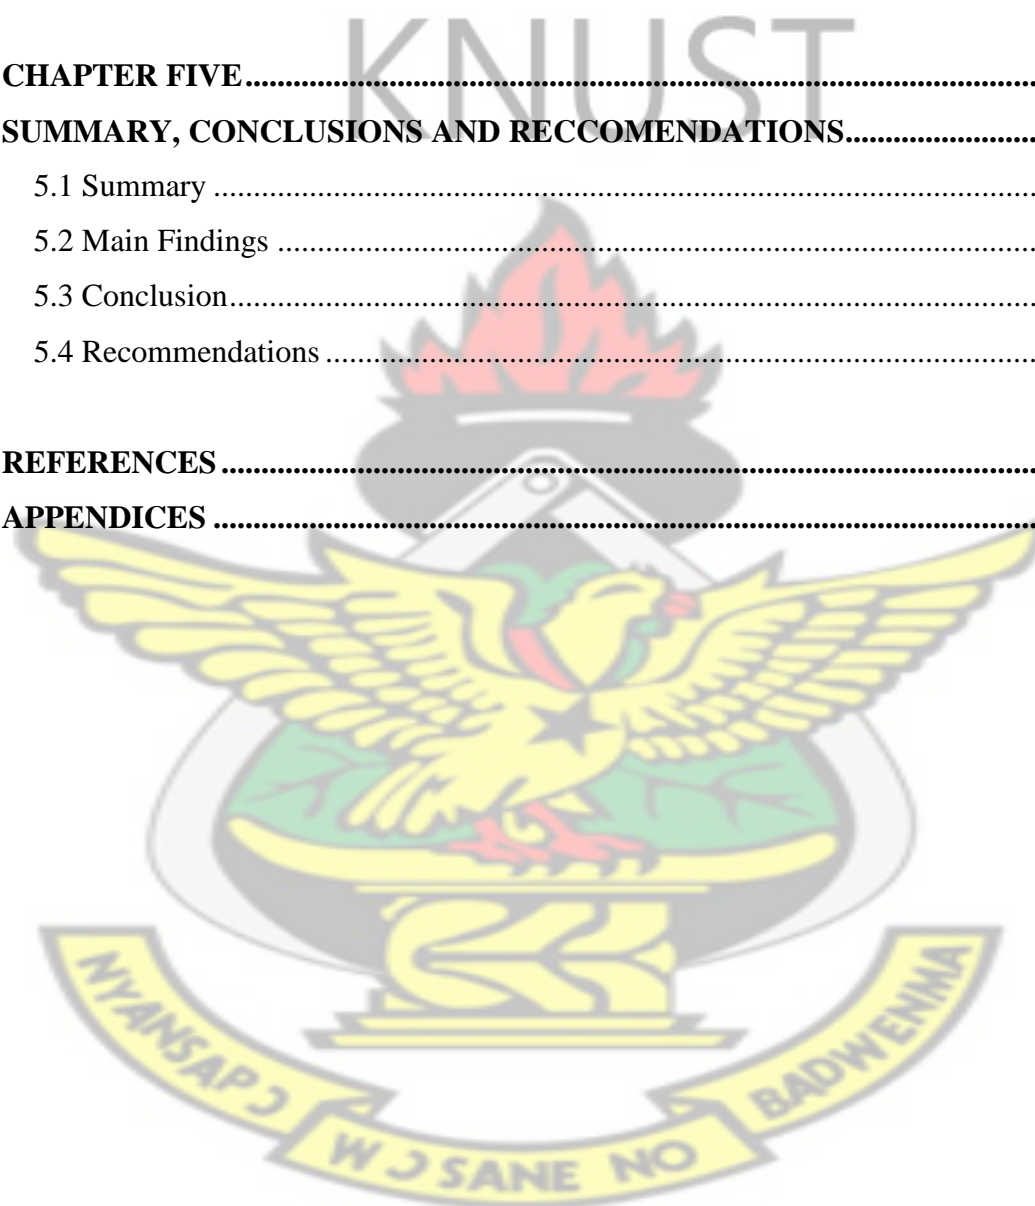 KNUST
CHAPTER FIVE....................................................................................................
SUMMARY, CONCLUSIONS AND RECCOMENDATIONS........................
5.1 Summary ........................................................................................................
5.2 Main Findings ................................................................................................
5.3 Conclusion......................................................................................................
5.4 Recommendations .........................................................................................
REFERENCES ......................................................................................................
APPENDICES .......................................................................................................
NYANSAPƆ WƆSANE NO BADWENMA